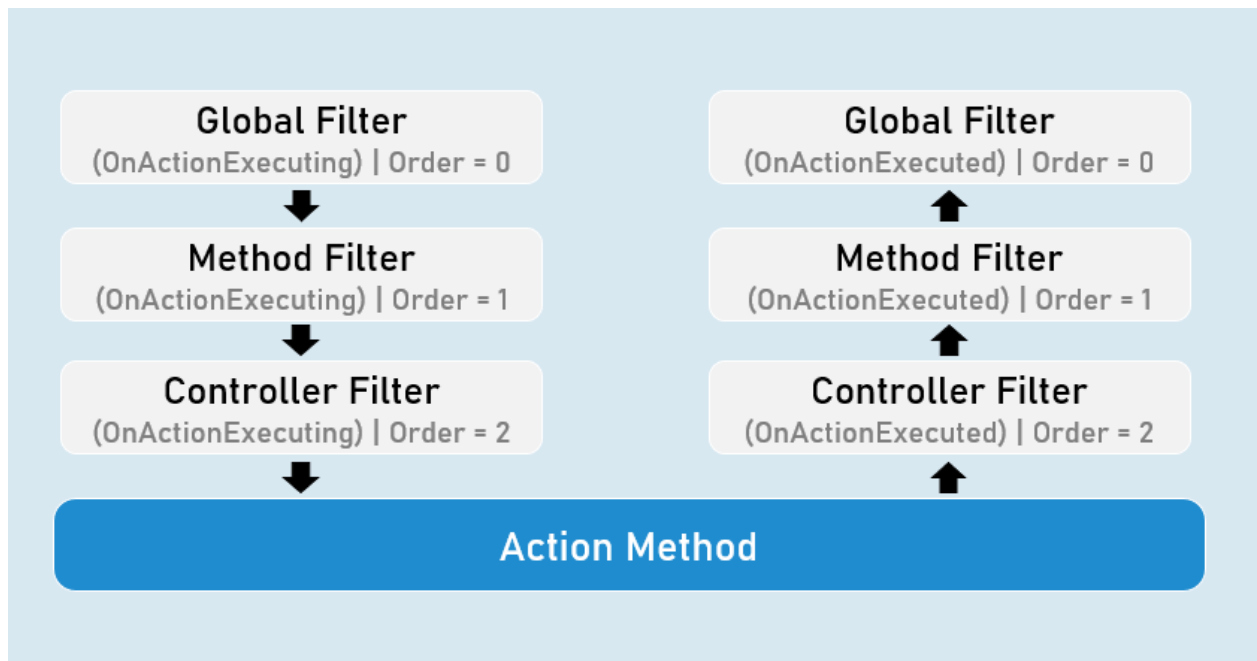 Global Filter
(OnActionExecuting) | Order = 0
Method Filter
(OnActionExecuting) | Order = 1
Controller Filter
(OnActionExecuting) | Order = 2
Global Filter
(OnActionExecuted) | Order = 0
Method Filter
(OnActionExecuted) | Order = 1
Controller Filter
(OnActionExecuted) | Order = 2
Action Method